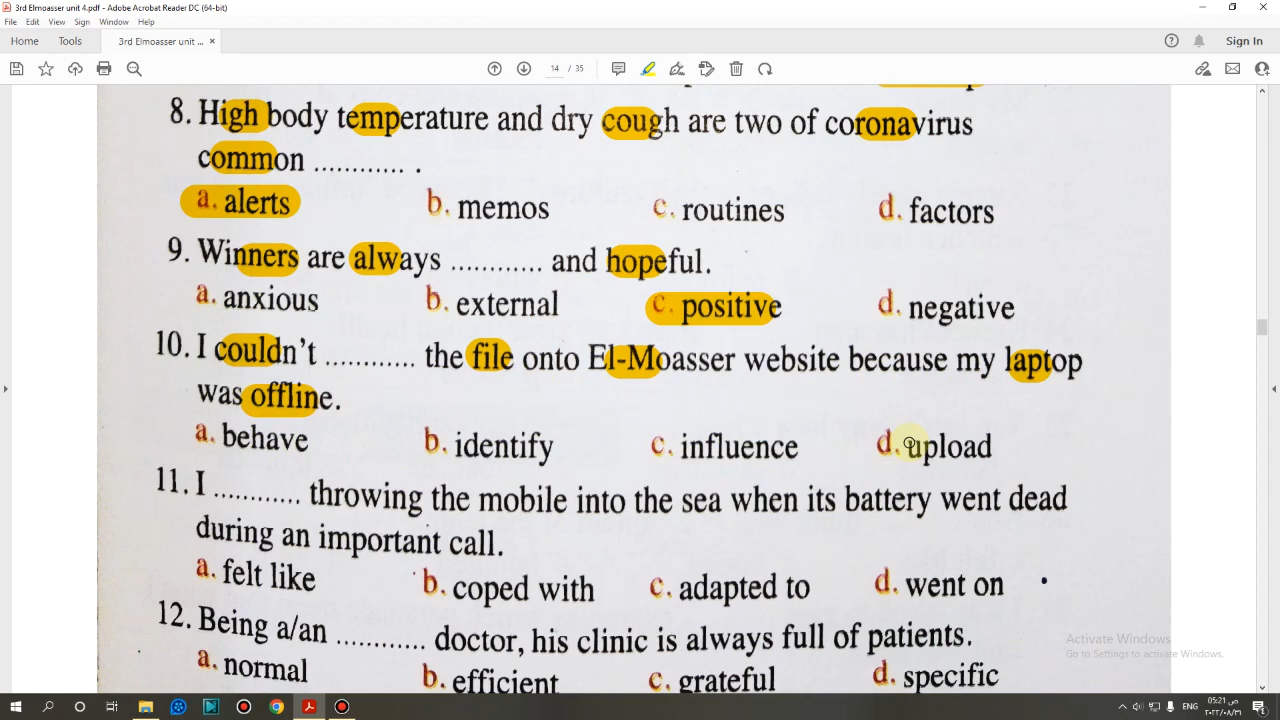 3rd Elmoasser unit 4.pdf - Adobe Acrobat Reader DC (64-bit)
File Edit View Sign Window Help
Home Tools 3rd Elmoasser unit ... × Sign In
14 / 35
8. High body temperature and dry cough are two of coronavirus
common ............ .
a. alerts b. memos c. routines d. factors
9. Winners are always ............ and hopeful.
a. anxious b. external c. positive d. negative
10. I couldn't ............ the file onto El-Moasser website because my laptop
was offline.
a. behave b. identify c. influence d. upload
11. I ............ throwing the mobile into the sea when its battery went dead
during an important call.
a. felt like b. coped with c. adapted to d. went on
12. Being a/an ............ doctor, his clinic is always full of patients.
a. normal b. efficient c. grateful d. specific
Activate Windows
Go to Settings to activate Windows.
ENG 05:21 ص
٢٠٢٢/٠٨/٣١